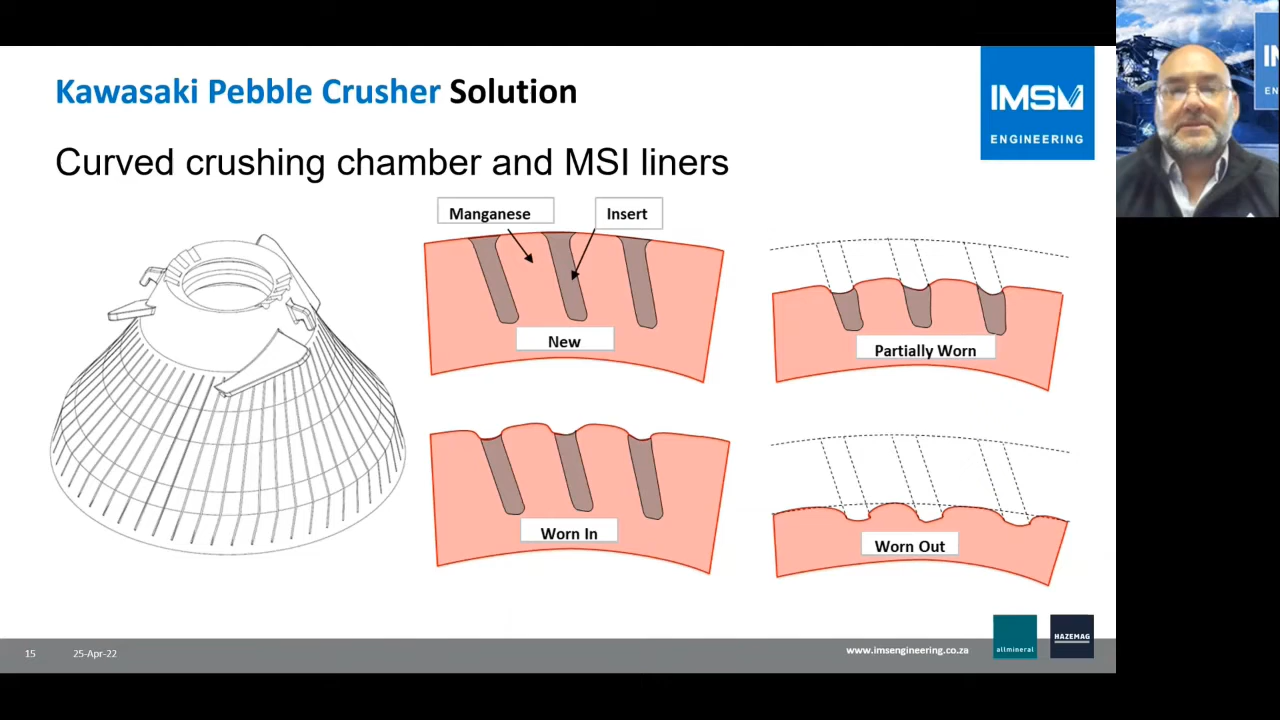 Kawasaki Pebble Crusher Solution
IMS
ENGINEERING
Curved crushing chamber and MSI liners
Manganese
Insert
New
Partially Worn
Worn In
Worn Out
15
25-Apr-22
www.imsengineering.co.za
allmineral
HAZEMAG
EN